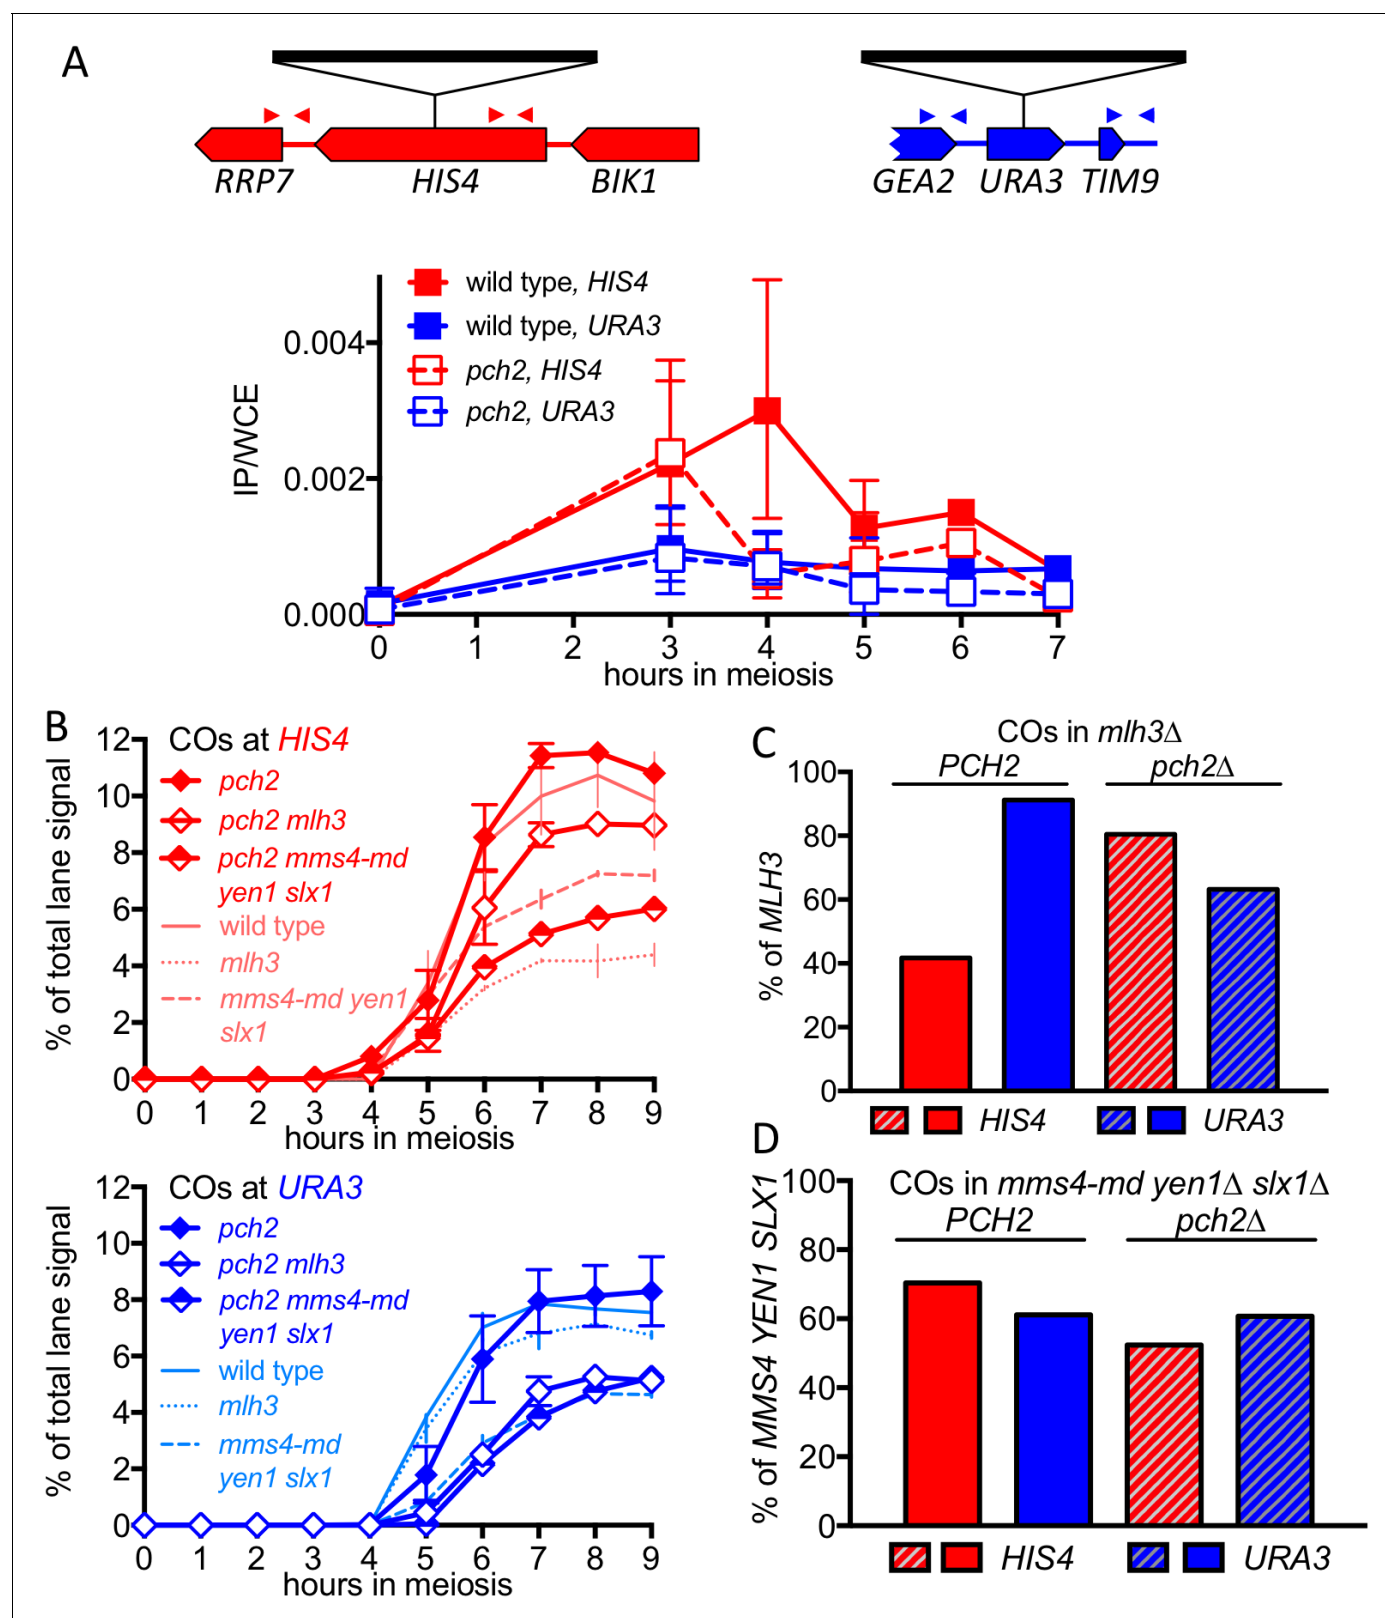 A
RRP7 HIS4 BIK1
GEA2 URA3 TIM9
wild type, HIS4
wild type, URA3
pch2, HIS4
pch2, URA3
IP/WCE
0.004
0.002
0.000
0 1 2 3 4 5 6 7
hours in meiosis
B
COs at HIS4
pch2
pch2 mlh3
pch2 mms4-md
yen1 slx1
wild type
mlh3
mms4-md yen1
slx1
% of total lane signal
12
10
8
6
4
2
0
0 1 2 3 4 5 6 7 8 9
hours in meiosis
COs at URA3
pch2
pch2 mlh3
pch2 mms4-md
yen1 slx1
wild type
mlh3
mms4-md
yen1 slx1
% of total lane signal
12
10
8
6
4
2
0
0 1 2 3 4 5 6 7 8 9
hours in meiosis
C
COs in mlh3Δ
PCH2 pch2Δ
% of MLH3
100
80
60
40
20
0
HIS4 URA3
D
COs in mms4-md yen1Δ slx1Δ
PCH2 pch2Δ
% of MMS4 YEN1 SLX1
100
80
60
40
20
0
HIS4 URA3